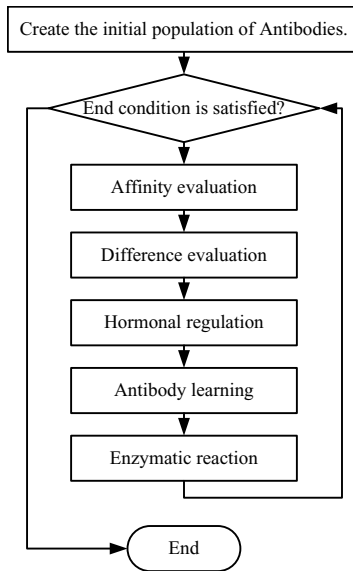 Create the initial population of Antibodies.
End condition is satisfied?
Affinity evaluation
Difference evaluation
Hormonal regulation
Antibody learning
Enzymatic reaction
End